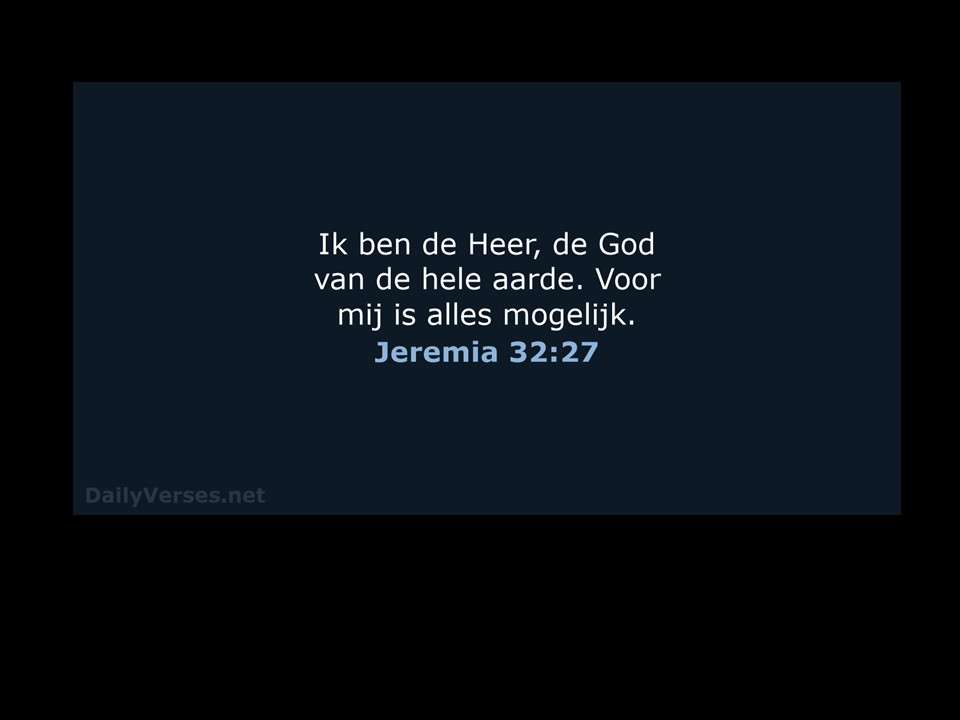 Ik ben de Heer, de God
van de hele aarde. Voor
mij is alles mogelijk.
Jeremia 32:27
DailyVerses.net